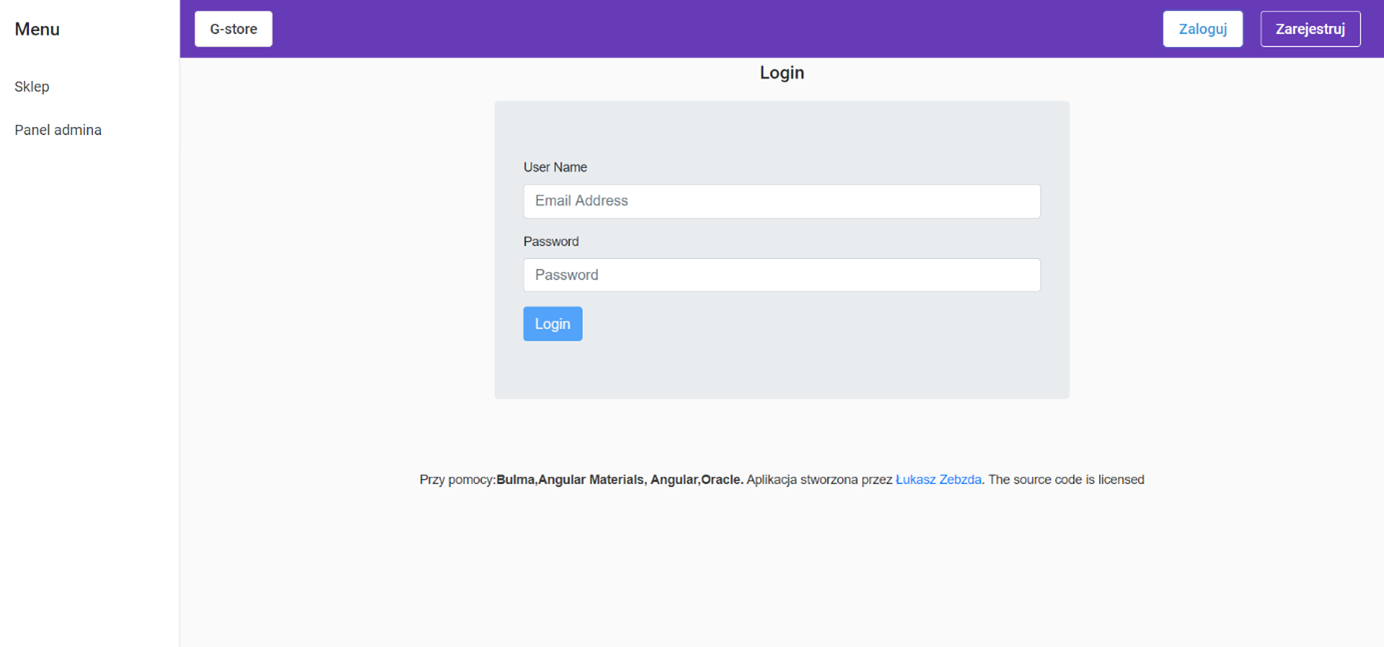 Menu
G-store
Zaloguj
Zarejestruj
Sklep
Panel admina
Login
User Name
Email Address
Password
Password
Login
Przy pomocy:Bulma,Angular Materials, Angular,Oracle. Aplikacja stworzona przez Łukasz Zebzda. The source code is licensed